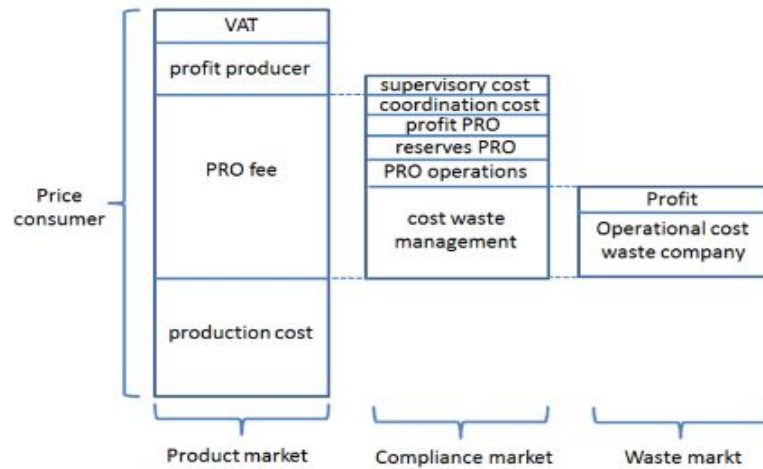 VAT
profit producer
PRO fee
production cost
Price
consumer
supervisory cost
coordination cost
profit PRO
reserves PRO
PRO operations
cost waste
management
Profit
Operational cost
waste company
Product market
Compliance market
Waste markt